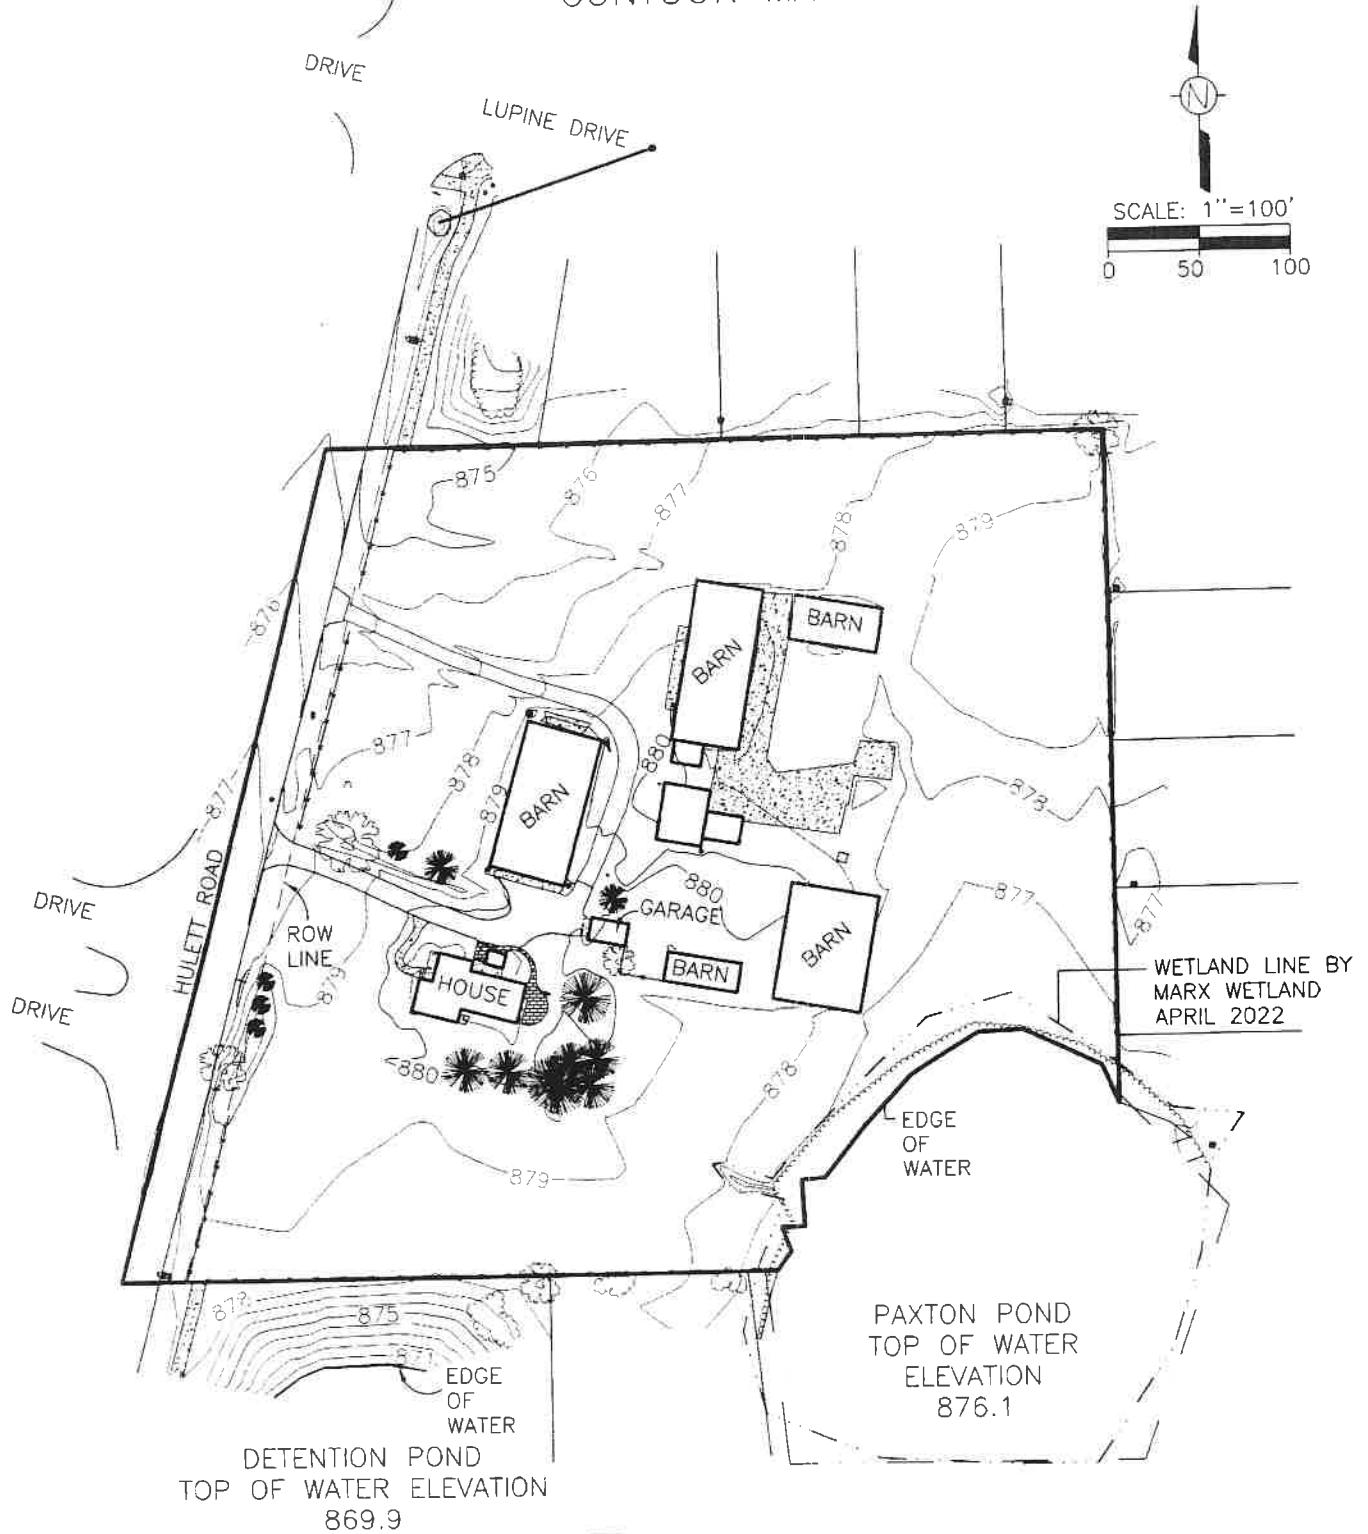 DRIVE
LUPINE DRIVE
N
SCALE: 1"=100'
0 50 100
875
876
877
878
879
876
BARN
BARN
877
878
879
880
BARN
877
878
880
GARAGE
877
DRIVE
HULETT ROAD
ROW
LINE
879
HOUSE
BARN
BARN
877
WETLAND LINE BY
MARX WETLAND
APRIL 2022
DRIVE
880
878
EDGE
OF
WATER
879
878
875
871
EDGE
OF
WATER
PAXTON POND
TOP OF WATER
ELEVATION
876.1
DETENTION POND
TOP OF WATER ELEVATION
869.9